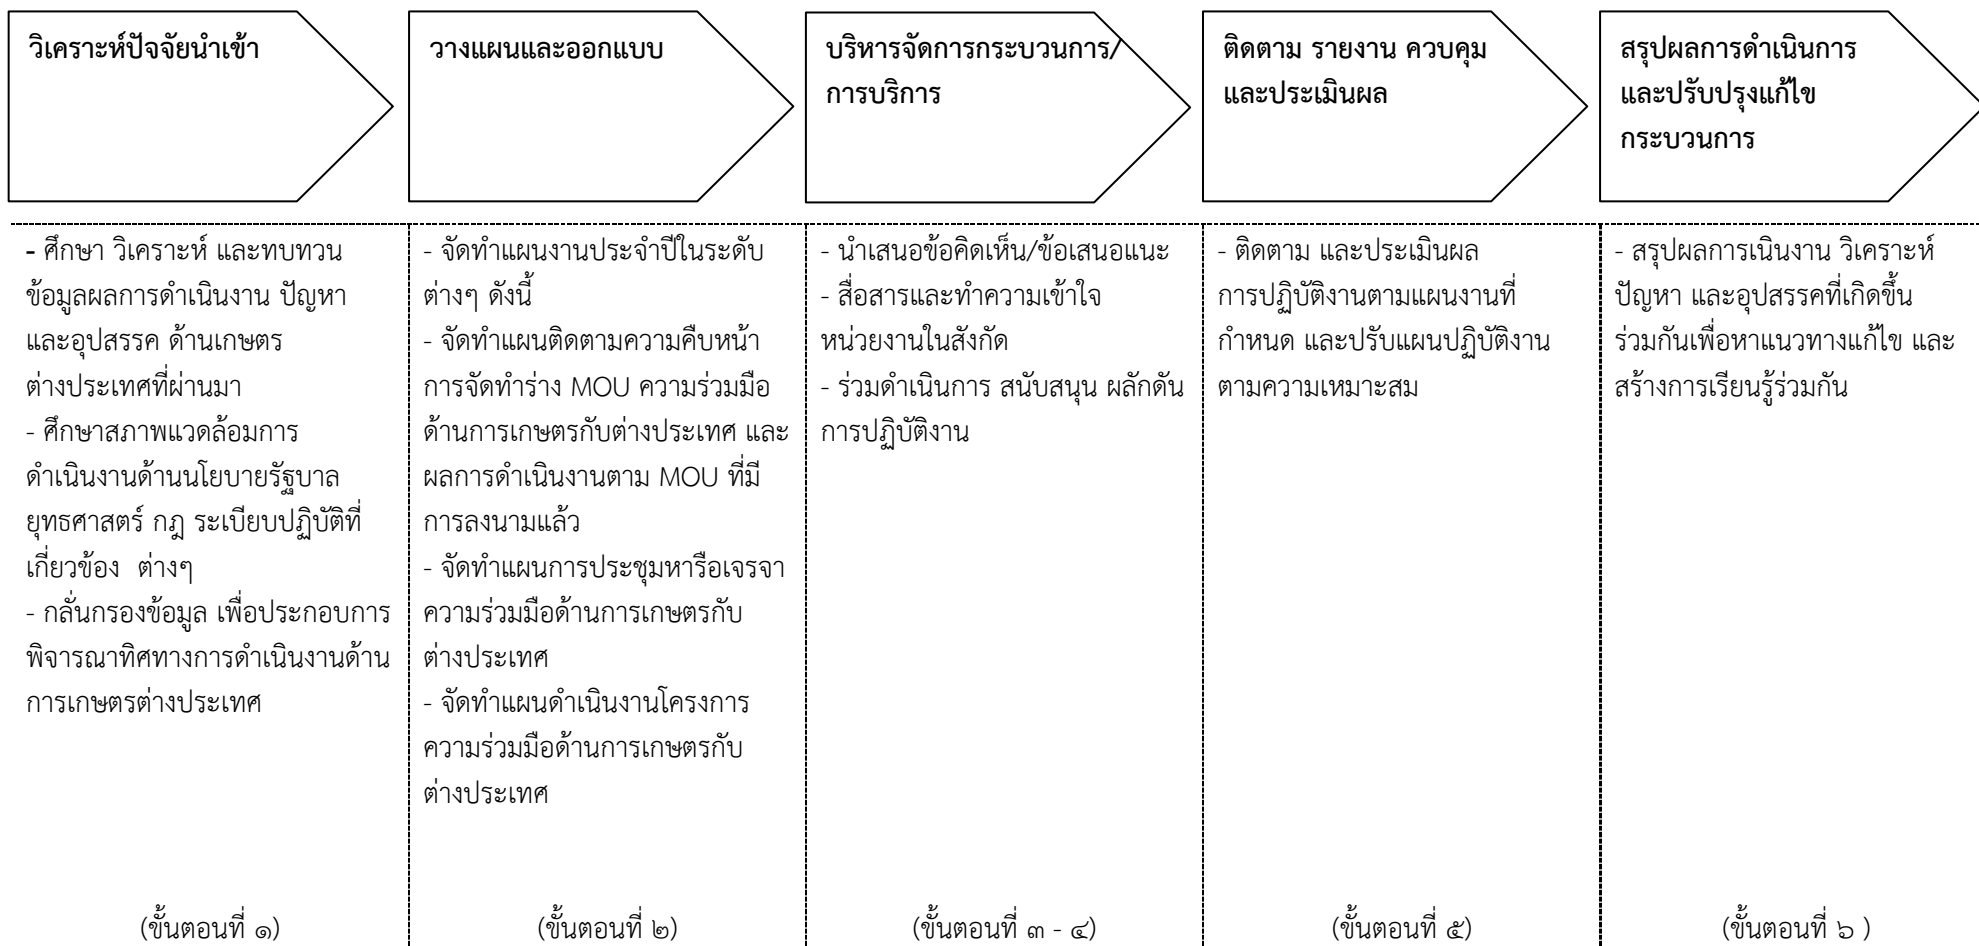 วิเคราะห์ปัจจัยนำเข้า
วางแผนและออกแบบ
บริหารจัดการกระบวนการ/
การบริการ
ติดตาม รายงาน ควบคุม
และประเมินผล
สรุปผลการดำเนินการ
และปรับปรุงแก้ไข
กระบวนการ
- ศึกษา วิเคราะห์ และทบทวน
ข้อมูลผลการดำเนินงาน ปัญหา
และอุปสรรค ด้านเกษตร
ต่างประเทศที่ผ่านมา
- ศึกษาสภาพแวดล้อมการ
ดำเนินงานด้านนโยบายรัฐบาล
ยุทธศาสตร์ กฎ ระเบียบปฏิบัติที่
เกี่ยวข้อง  ต่างๆ
- กลั่นกรองข้อมูล เพื่อประกอบการ
พิจารณาทิศทางการดำเนินงานด้าน
การเกษตรต่างประเทศ
(ขั้นตอนที่ ๑)
- จัดทำแผนงานประจำปีในระดับ
ต่างๆ ดังนี้
- จัดทำแผนติดตามความคืบหน้า
การจัดทำร่าง MOU ความร่วมมือ
ด้านการเกษตรกับต่างประเทศ และ
ผลการดำเนินงานตาม MOU ที่มี
การลงนามแล้ว
- จัดทำแผนการประชุมหารือเจรจา
ความร่วมมือด้านการเกษตรกับ
ต่างประเทศ
- จัดทำแผนดำเนินงานโครงการ
ความร่วมมือด้านการเกษตรกับ
ต่างประเทศ
(ขั้นตอนที่ ๒)
- นำเสนอข้อคิดเห็น/ข้อเสนอแนะ
- สื่อสารและทำความเข้าใจ
หน่วยงานในสังกัด
- ร่วมดำเนินการ สนับสนุน ผลักดัน
การปฏิบัติงาน
(ขั้นตอนที่ ๓ - ๔)
- ติดตาม และประเมินผล
การปฏิบัติงานตามแผนงานที่
กำหนด และปรับแผนปฏิบัติงาน
ตามความเหมาะสม
(ขั้นตอนที่ ๕)
- สรุปผลการเนินงาน วิเคราะห์
ปัญหา และอุปสรรคที่เกิดขึ้น
ร่วมกันเพื่อหาแนวทางแก้ไข และ
สร้างการเรียนรู้ร่วมกัน
(ขั้นตอนที่ ๖ )